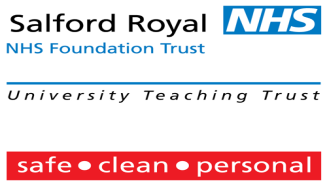 Salford Royal NHS
NHS Foundation Trust
University Teaching Trust
safe • clean • personal